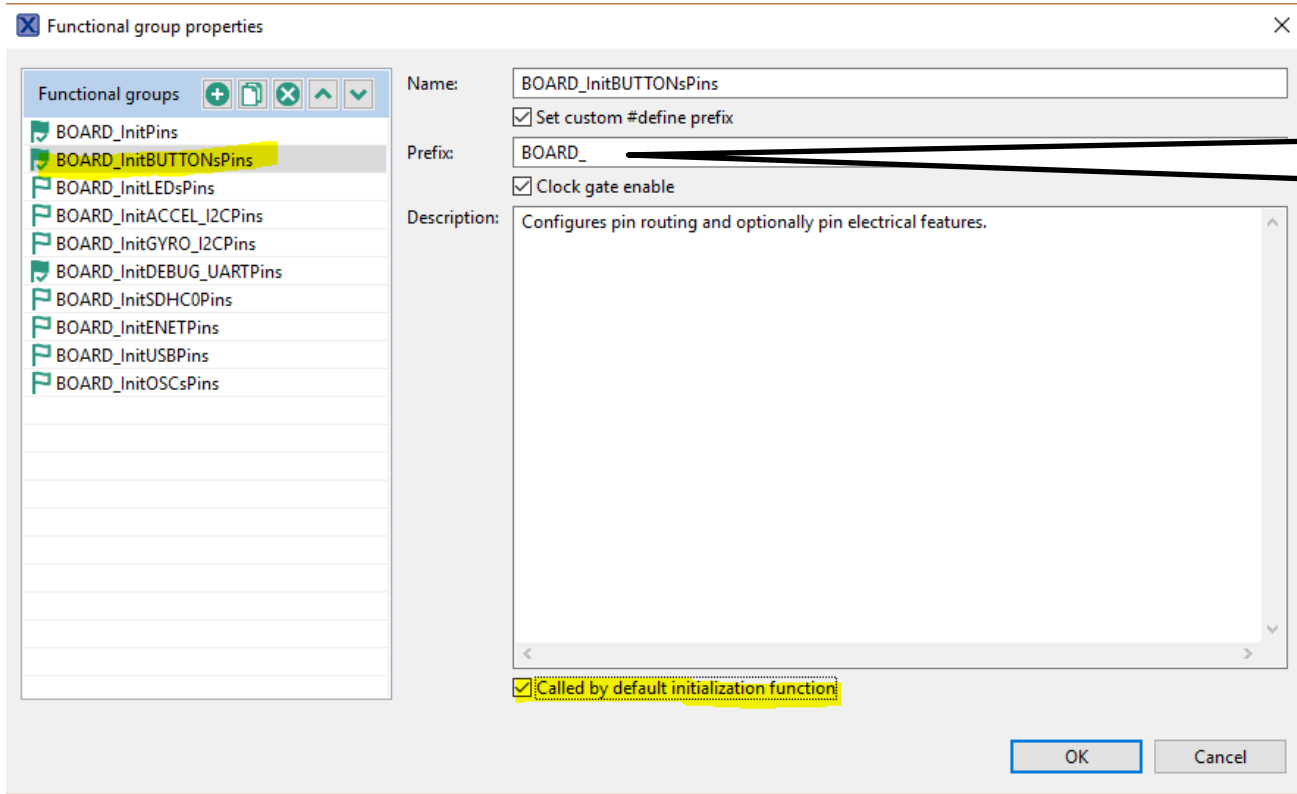 Functional group properties
Functional groups
BOARD_InitPins
BOARD_InitBUTTONsPins
BOARD_InitLEDsPins
BOARD_InitACCEL_I2CPins
BOARD_InitGYRO_I2CPins
BOARD_InitDEBUG_UARTPins
BOARD_InitSDHC0Pins
BOARD_InitENETPins
BOARD_InitUSBPins
BOARD_InitOSCsPins
Name: BOARD_InitBUTTONsPins
Set custom #define prefix
Prefix: BOARD_
Clock gate enable
Description: Configures pin routing and optionally pin electrical features.
Called by default initialization function
OK Cancel